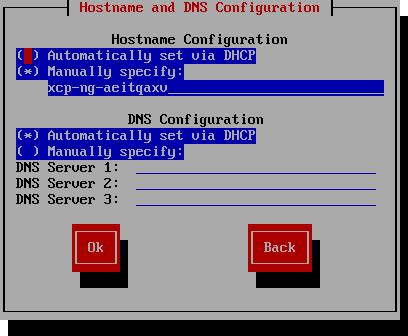 Hostname and DNS Configuration
Hostname Configuration
( ) Automatically set via DHCP
(*) Manually specify:
xcp-ng-aeitqaxv
DNS Configuration
(*) Automatically set via DHCP
( ) Manually specify:
DNS Server 1:
DNS Server 2:
DNS Server 3:
Ok Back